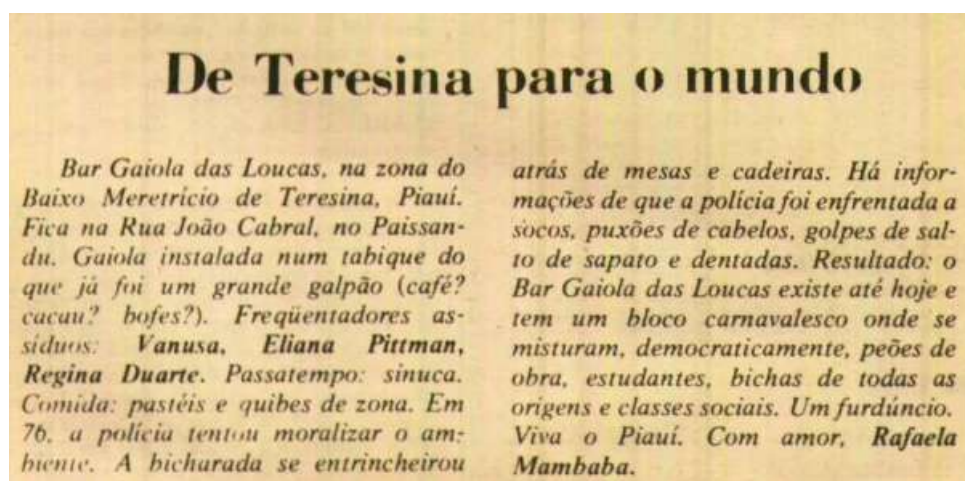 De Teresina para o mundo
Bar Gaiola das Loucas, na zona do
Baixo Meretrício de Teresina, Piauí.
Fica na Rua João Cabral, no Paissan-
du. Gaiola instalada num tabique do
que já foi um grande galpão (café?
cacau? bofes?). Freqüentadores as-
síduos: Vanusa, Eliana Pittman,
Regina Duarte. Passatempo: sinuca.
Comida: pastéis e quibes de zona. Em
76, a polícia tentou moralizar o am-
biente. A bicharada se entrincheirou
atrás de mesas e cadeiras. Há infor-
mações de que a polícia foi enfrentada a
socos, puxões de cabelos, golpes de sal-
to de sapato e dentadas. Resultado: o
Bar Gaiola das Loucas existe até hoje e
tem um bloco carnavalesco onde se
misturam, democraticamente, peões de
obra, estudantes, bichas de todas as
origens e classes sociais. Um furdúncio.
Viva o Piauí. Com amor, Rafaela
Mambaba.